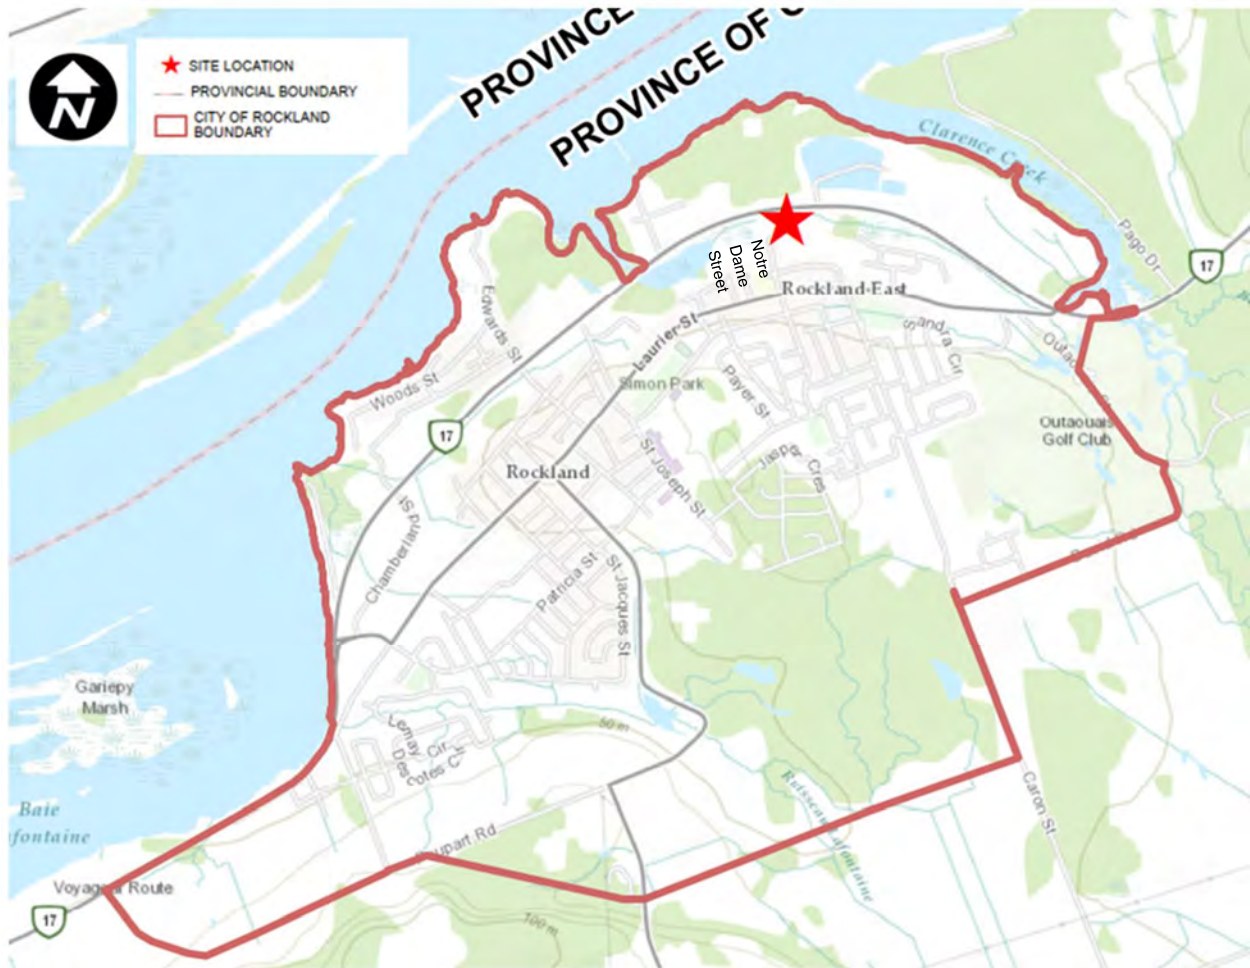 PROVINCE
PROVINCE OF
N
SITE LOCATION
PROVINCIAL BOUNDARY
CITY OF ROCKLAND
BOUNDARY
Clarence Creek
Pago Dr
17
Notre
Dame
Street
Rockland-East
Edwards St
Laurier St
Sandra Cir
Simon Park
Payer St
Woods St
17
Outaouais
Golf Club
Rockland
St Joseph St
Jasper Cres
Chamberland St
Patricia St
St Jacques St
Gariepy
Marsh
50 m
Lemay Cir
Baie
fontaine
Ruisseau Lafontaine
Caron St
Voyageur Route
17
100 m